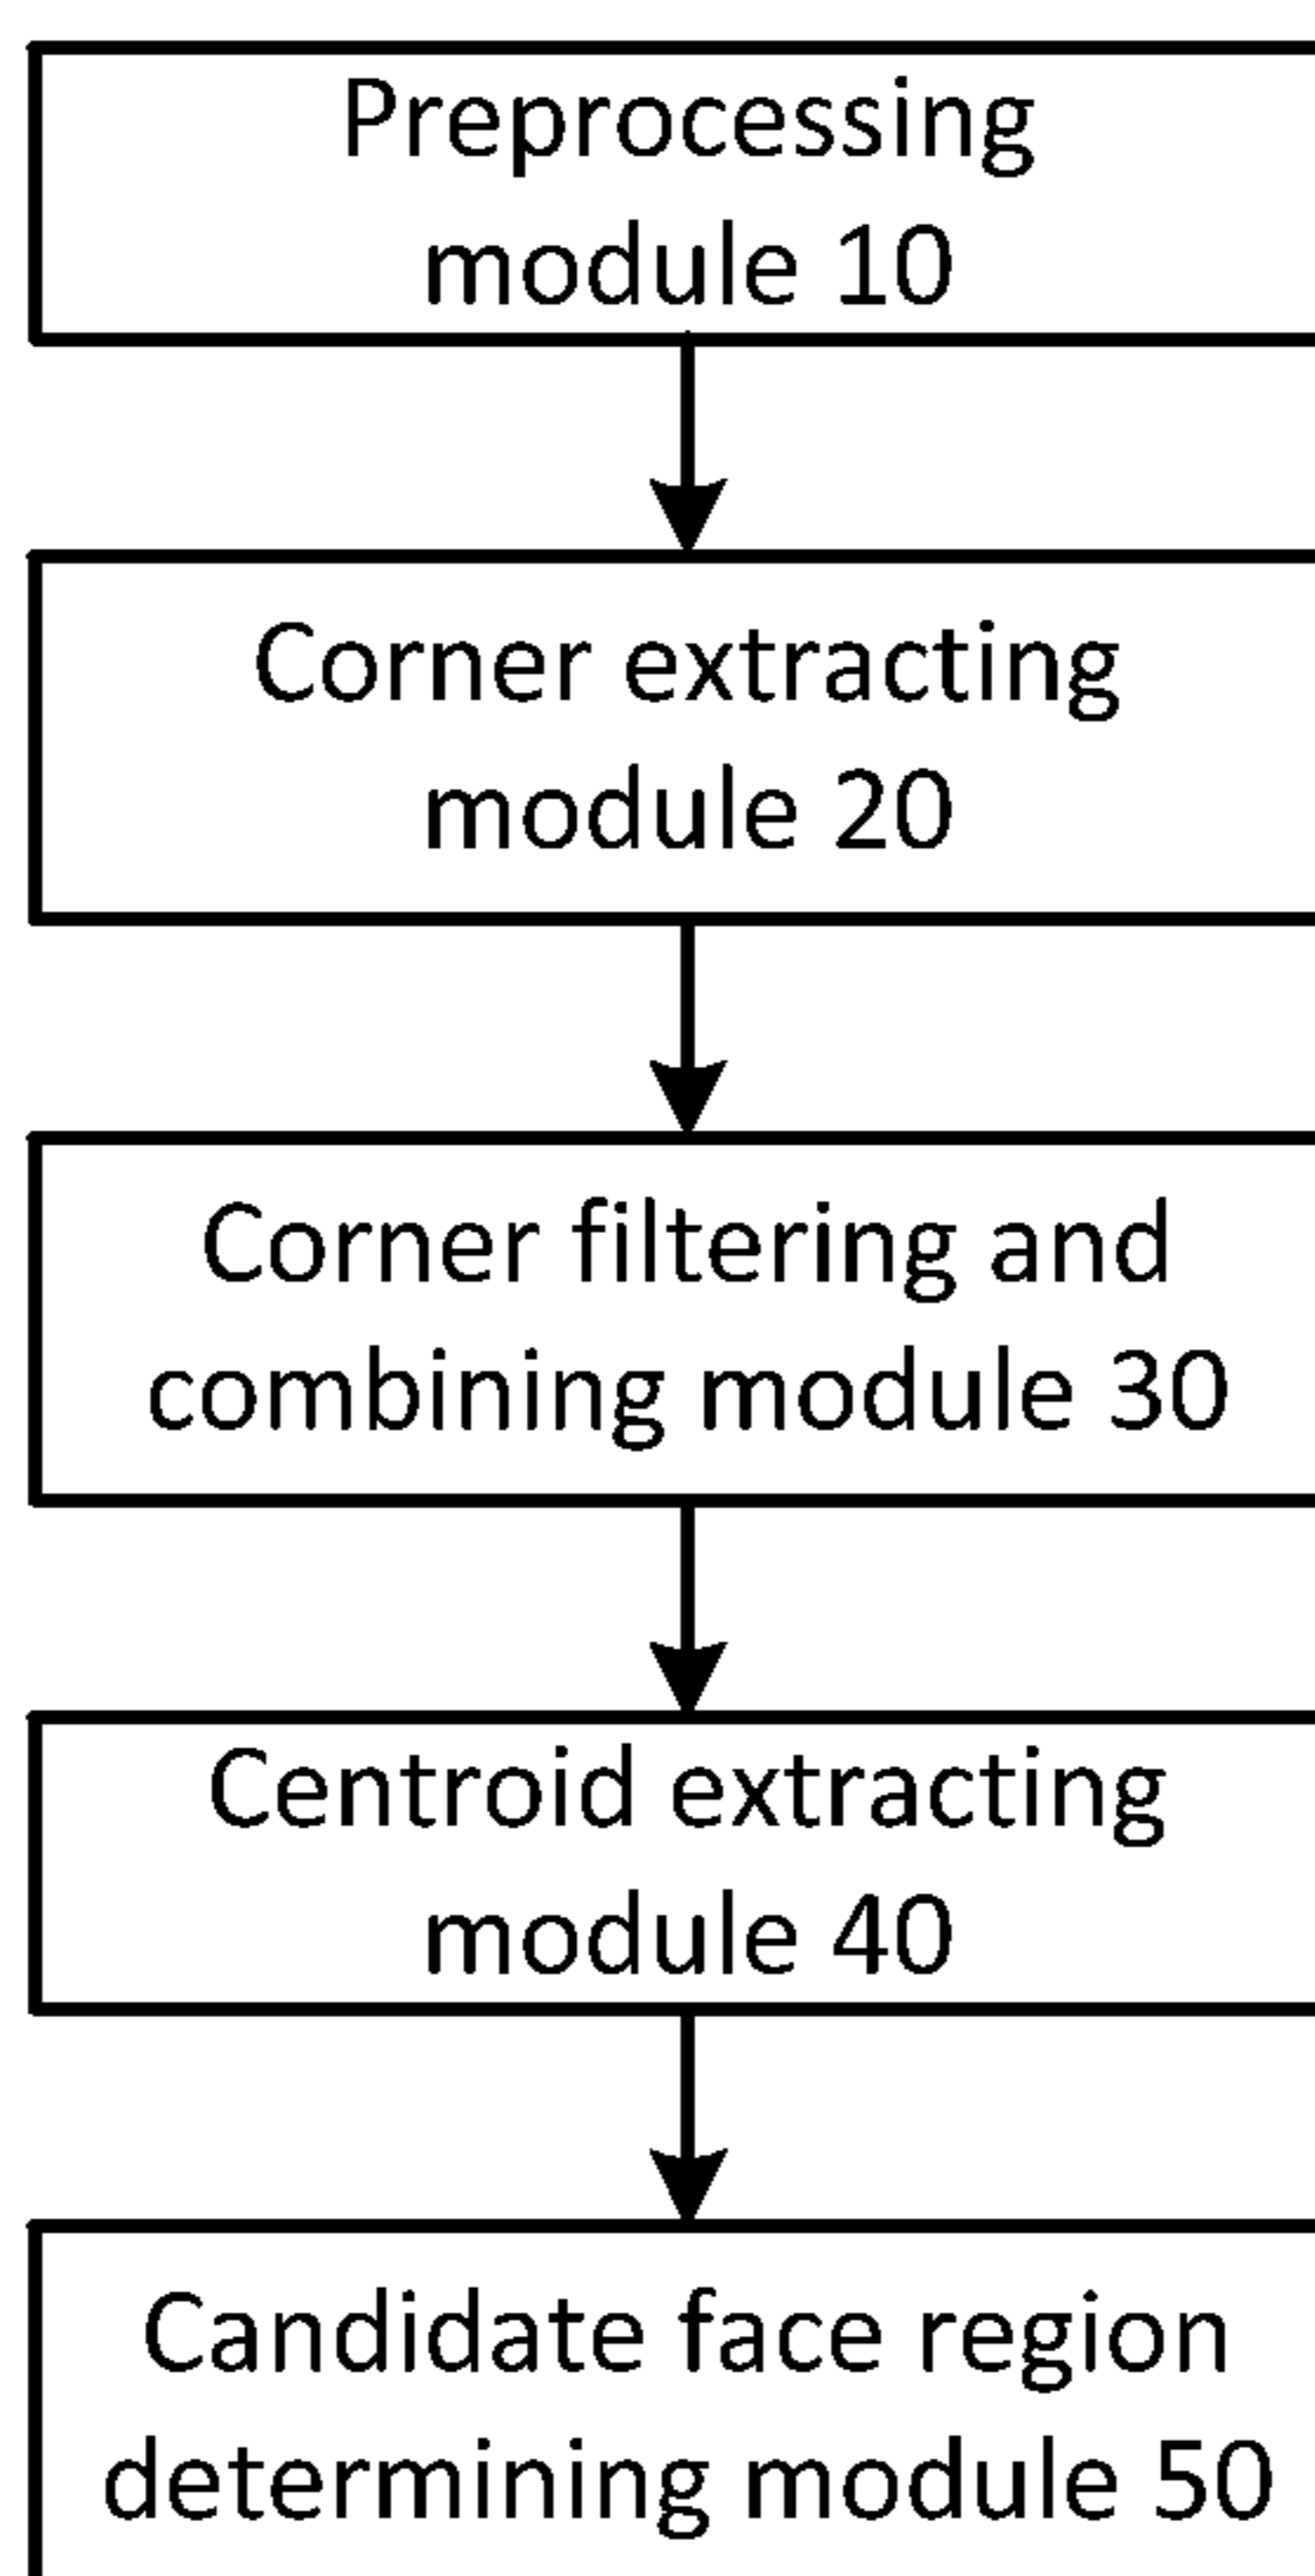 Preprocessing
module 10
Corner extracting
module 20
Corner filtering and
combining module 30
Centroid extracting
module 40
Candidate face region
determining module 50